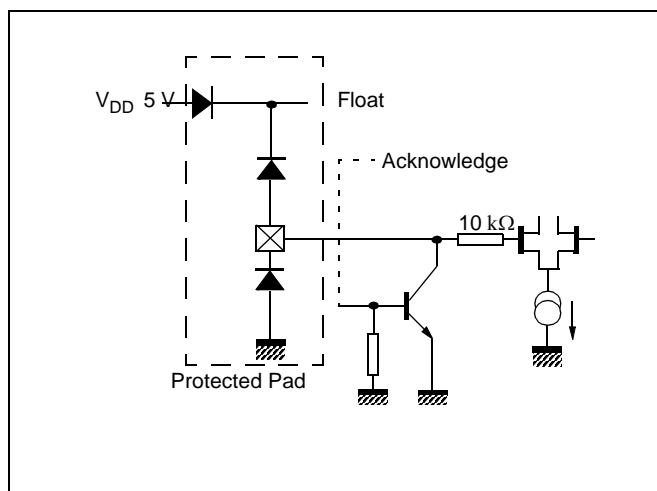 V_DD 5 V
Float
Acknowledge
10 kΩ
Protected Pad